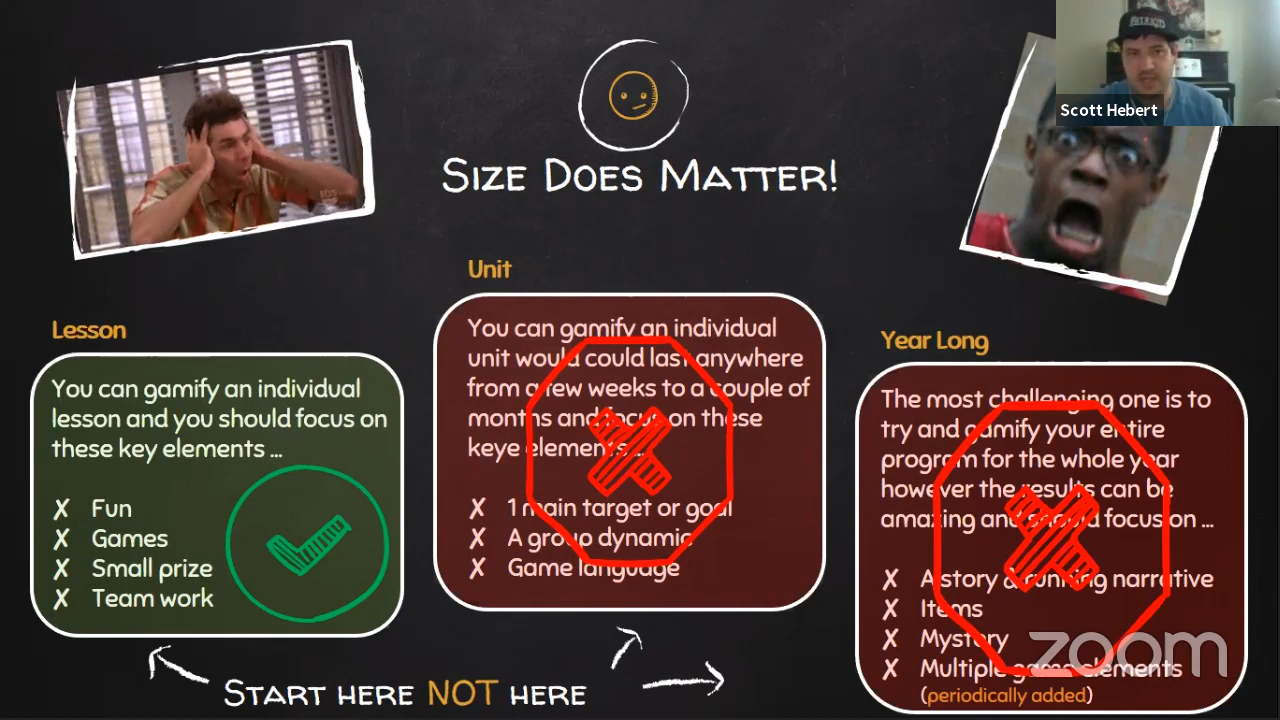 Scott Hebert
Size Does Matter!
Lesson
You can gamify an individual
lesson and you should focus on
these key elements ...
✗ Fun
✗ Games
✗ Small prize
✗ Team work
Unit
You can gamify an individual
unit would could last anywhere
from a few weeks to a couple of
months and focus on these
keye elements ...
✗ 1 main target or goal
✗ A group dynamic
✗ Game language
Year Long
The most challenging one is to
try and gamify your entire
program for the whole year
however the results can be
amazing and should focus on ...
✗ A story & running narrative
✗ Items
✗ Mystery
✗ Multiple game elements
(periodically added)
Start here NOT here
zoom